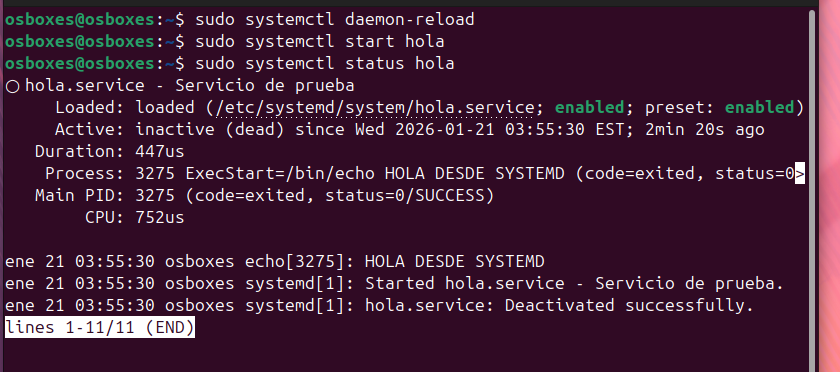 osboxes@osboxes:~$ sudo systemctl daemon-reload
osboxes@osboxes:~$ sudo systemctl start hola
osboxes@osboxes:~$ sudo systemctl status hola
○ hola.service - Servicio de prueba
     Loaded: loaded (/etc/systemd/system/hola.service; enabled; preset: enabled)
     Active: inactive (dead) since Wed 2026-01-21 03:55:30 EST; 2min 20s ago
   Duration: 447us
    Process: 3275 ExecStart=/bin/echo HOLA DESDE SYSTEMD (code=exited, status=0>
   Main PID: 3275 (code=exited, status=0/SUCCESS)
        CPU: 752us

ene 21 03:55:30 osboxes echo[3275]: HOLA DESDE SYSTEMD
ene 21 03:55:30 osboxes systemd[1]: Started hola.service - Servicio de prueba.
ene 21 03:55:30 osboxes systemd[1]: hola.service: Deactivated successfully.
lines 1-11/11 (END)